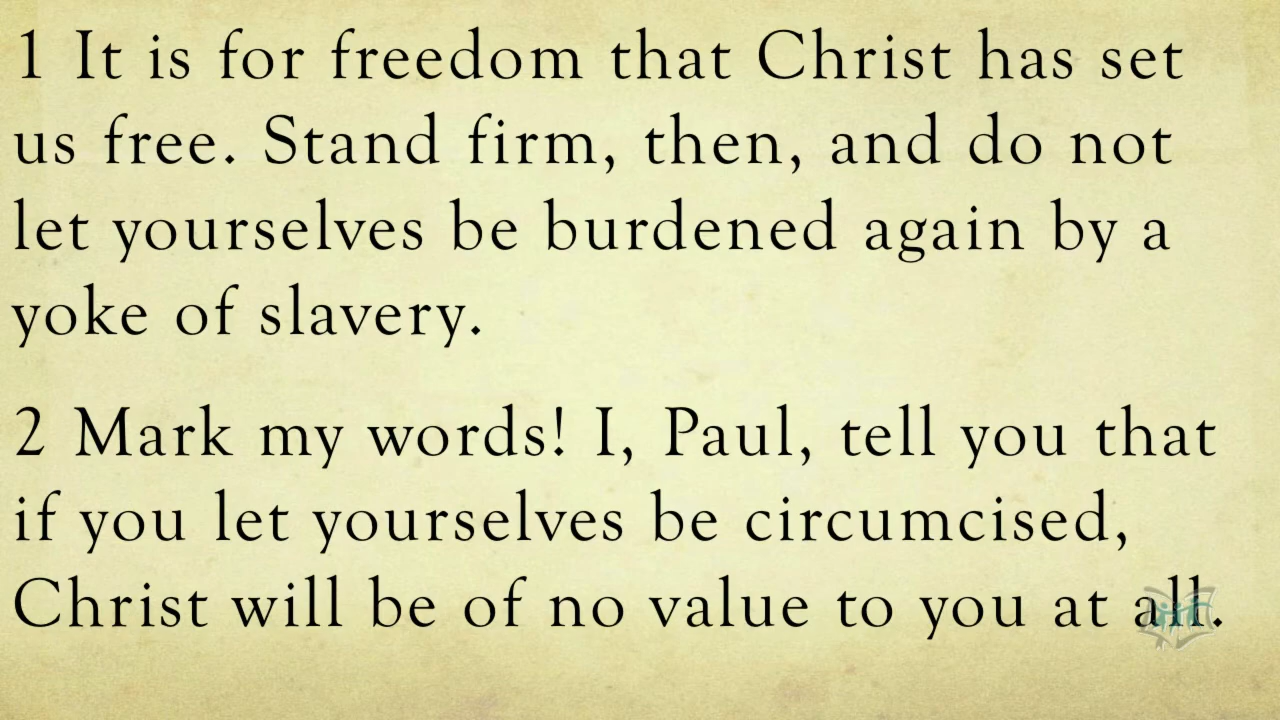 1 It is for freedom that Christ has set
us free. Stand firm, then, and do not
let yourselves be burdened again by a
yoke of slavery.
2 Mark my words! I, Paul, tell you that
if you let yourselves be circumcised,
Christ will be of no value to you at all.